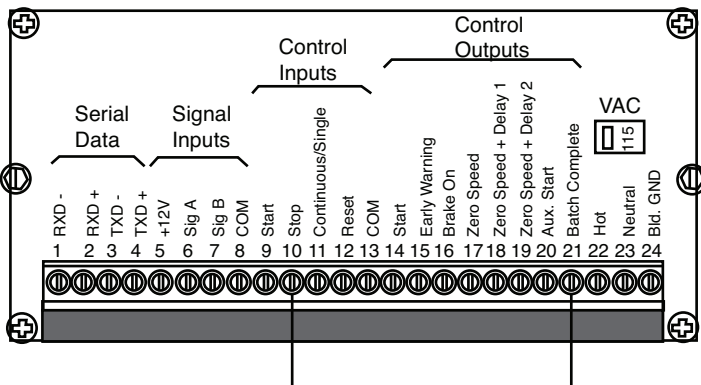 Control
Inputs
Control
Outputs
Serial
Data
Signal
Inputs
VAC
115
RXD -
RXD +
TXD -
TXD +
+12V
Sig A
Sig B
COM
Start
Stop
Continuous/Single
Reset
COM
Start
Early Warning
Brake On
Zero Speed
Zero Speed + Delay 1
Zero Speed + Delay 2
Aux. Start
Batch Complete
Hot
Neutral
Bld. GND
1 2 3 4 5 6 7 8 9 10 11 12 13 14 15 16 17 18 19 20 21 22 23 24